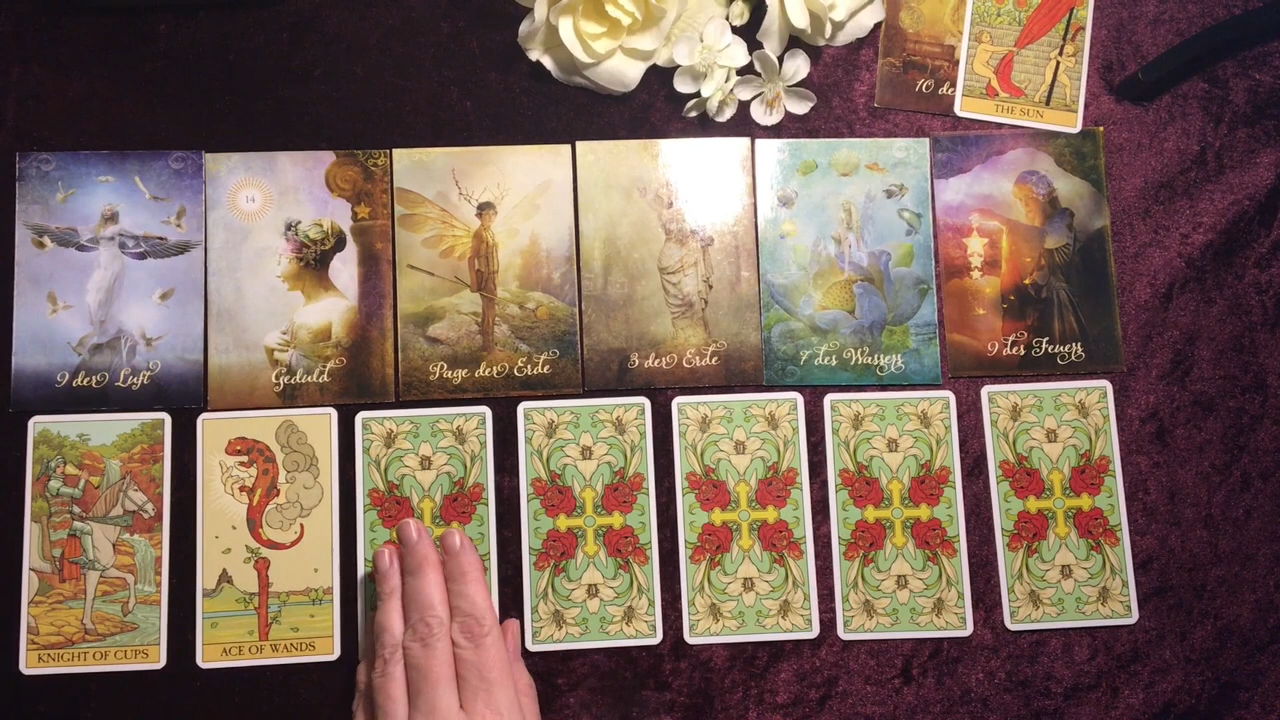 10 de
THE SUN
9 der Luft
14
Geduld
Page der Erde
3 der Erde
7 des Wassers
9 des Feuers
KNIGHT OF CUPS
ACE OF WANDS